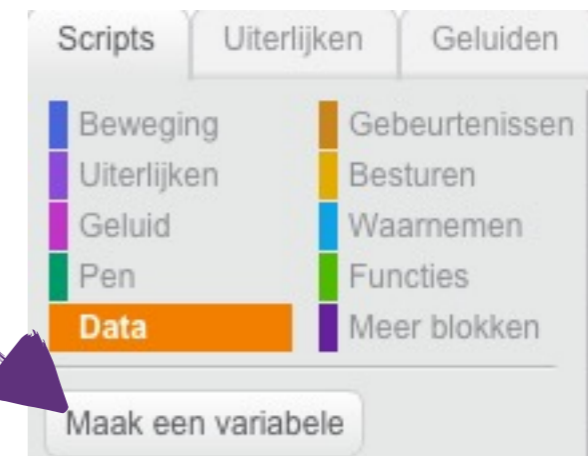 Scripts Uiterlijken Geluiden
Beweging Gebeurtenissen
Uiterlijken Besturen
Geluid Waarnemen
Pen Functies
Data Meer blokken
Maak een variabele